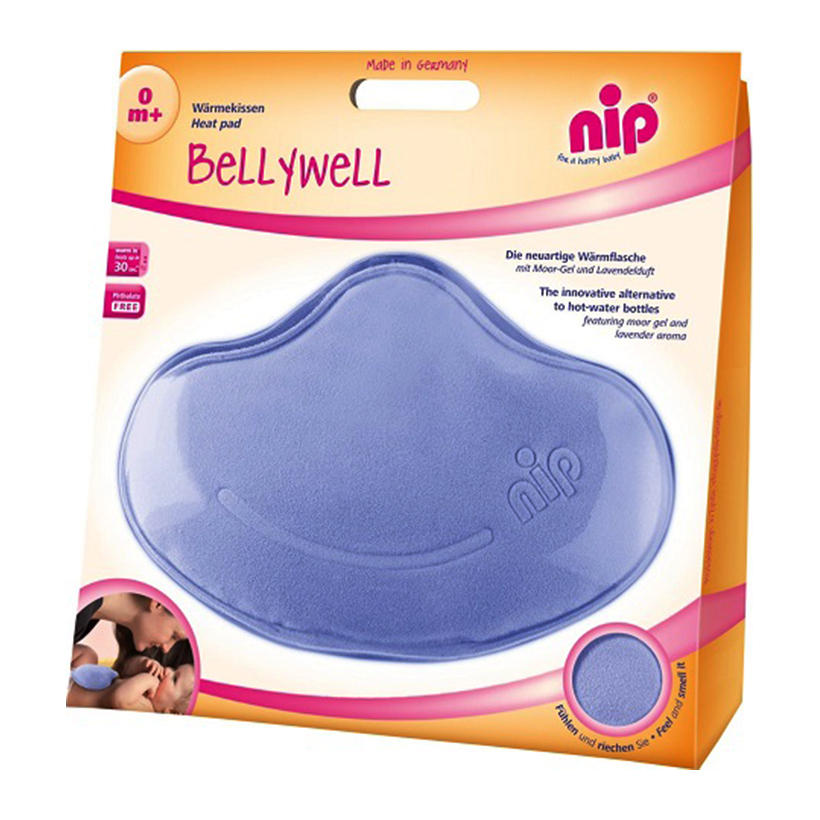 Made in Germany
0
m+
Wärmekissen
Heat pad
BellyWell
nip®
for a happy baby
Die neuartige Wärmflasche
mit Moor-Gel und Lavendelduft
The innovative alternative
to hot-water bottles
featuring moor gel and
lavender aroma
30
Phthalate
FREE
nip
Fühlen und riechen Sie • Feel and smell it